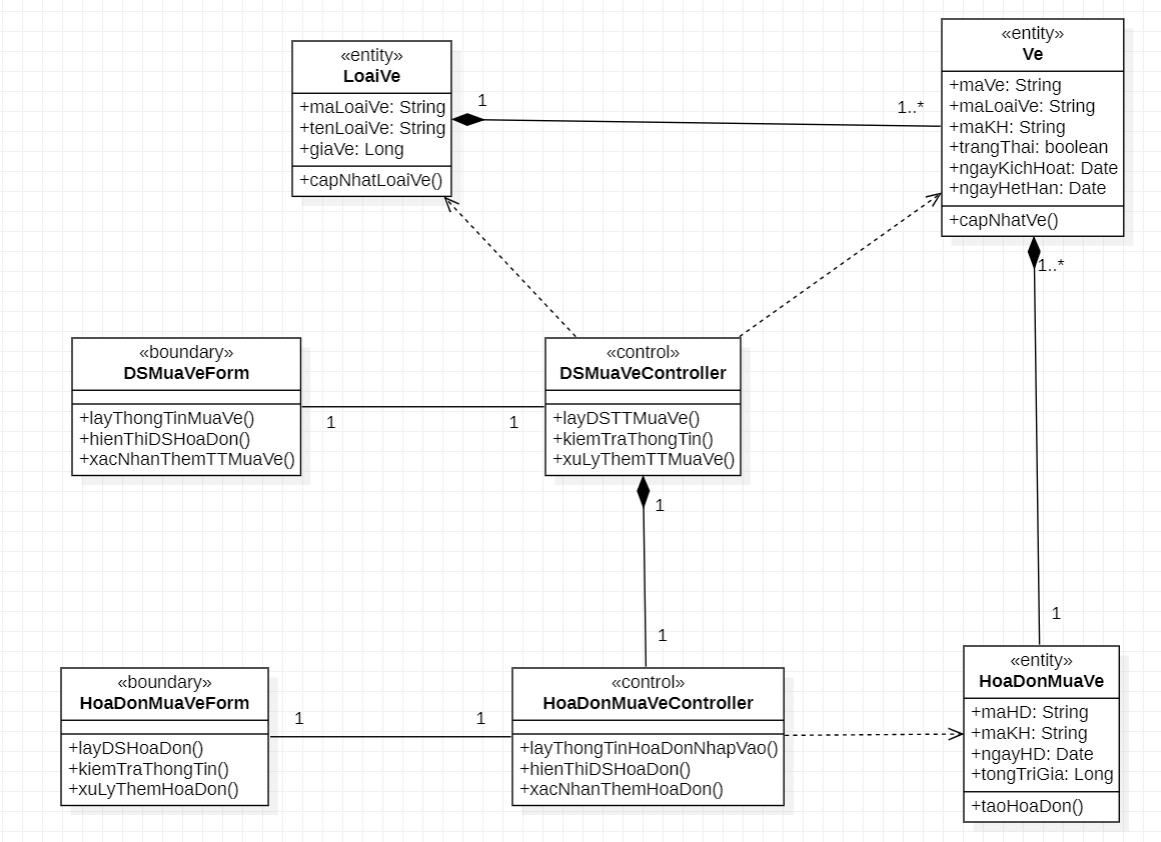 «entity»
LoaiVe
+maLoaiVe: String
+tenLoaiVe: String
+giaVe: Long
+capNhatLoaiVe()
1
1..*
«entity»
Ve
+maVe: String
+maLoaiVe: String
+maKH: String
+trangThai: boolean
+ngayKichHoat: Date
+ngayHetHan: Date
+capNhatVe()
1..*
«boundary»
DSMuaVeForm
+layThongTinMuaVe()
+hienThiDSHoaDon()
+xacNhanThemTTMuaVe()
1
1
«control»
DSMuaVeController
+layDSTTMuaVe()
+kiemTraThongTin()
+xuLyThemTTMuaVe()
1
1
1
«boundary»
HoaDonMuaVeForm
+layDSHoaDon()
+kiemTraThongTin()
+xuLyThemHoaDon()
1
1
«control»
HoaDonMuaVeController
+layThongTinHoaDonNhapVao()
+hienThiDSHoaDon()
+xacNhanThemHoaDon()
«entity»
HoaDonMuaVe
+maHD: String
+maKH: String
+ngayHD: Date
+tongTriGia: Long
+taoHoaDon()